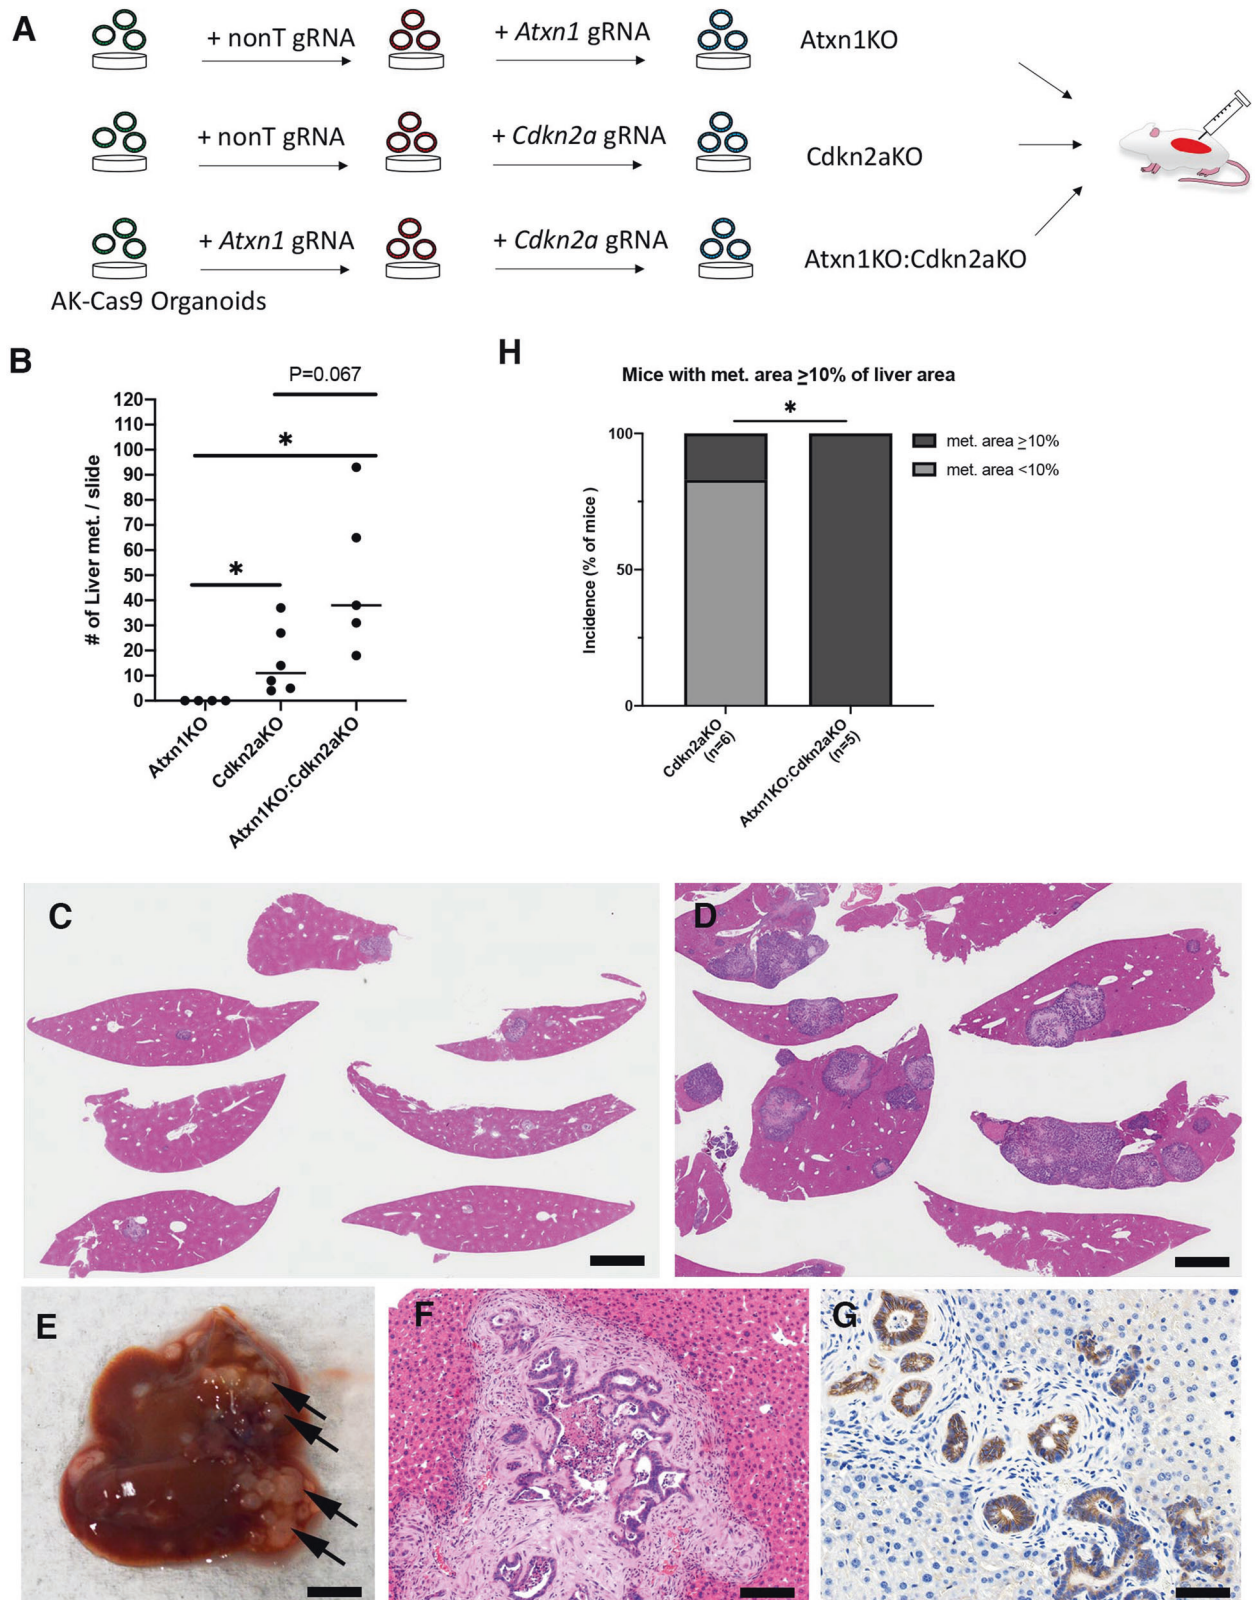 A
+ nonT gRNA
+ Atxn1 gRNA
Atxn1KO
+ nonT gRNA
+ Cdkn2a gRNA
Cdkn2aKO
+ Atxn1 gRNA
+ Cdkn2a gRNA
Atxn1KO:Cdkn2aKO
AK-Cas9 Organoids
B
P=0.067
*
*
# of Liver met. / slide
120
110
100
90
80
70
60
50
40
30
20
10
0
Atxn1KO
Cdkn2aKO
Atxn1KO:Cdkn2aKO
H
Mice with met. area ≥10% of liver area
*
met. area ≥10%
met. area <10%
Incidence (% of mice )
100
50
0
Cdkn2aKO
(n=6)
Atxn1KO:Cdkn2aKO
(n=5)
C
D
E
F
G